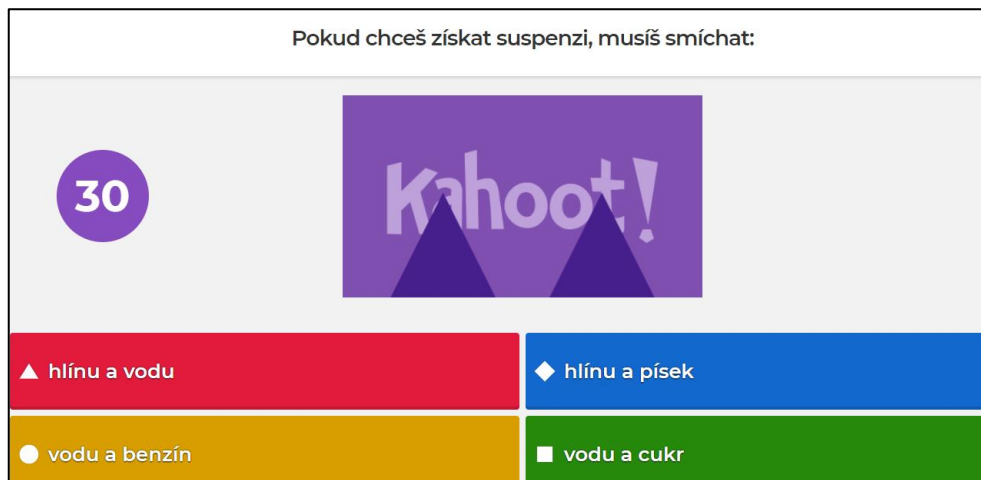 Pokud chceš získat suspenzi, musíš smíchat:
30
Kahoot!
hlínu a vodu
hlínu a písek
vodu a benzín
vodu a cukr